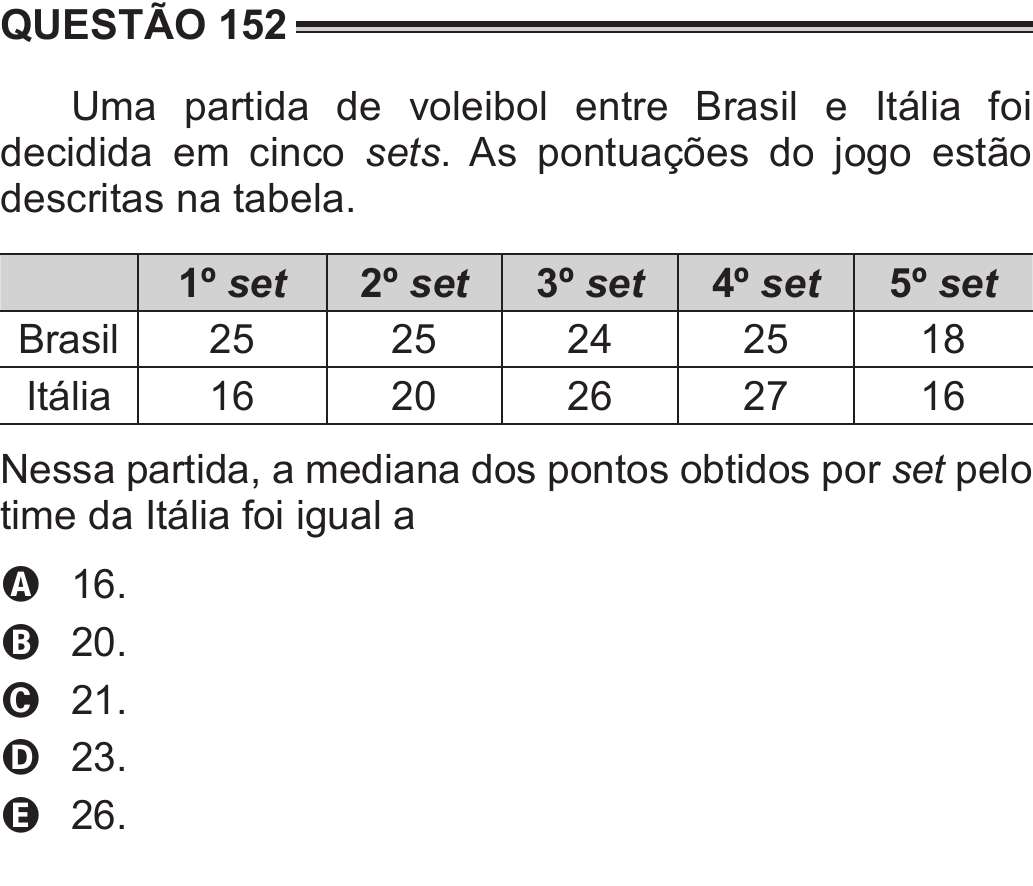 QUESTÃO 152
Uma partida de voleibol entre Brasil e Itália foi
decidida em cinco sets. As pontuações do jogo estão
descritas na tabela.
1º set 2º set 3º set 4º set 5º set
Brasil 25 25 24 25 18
Itália 16 20 26 27 16
Nessa partida, a mediana dos pontos obtidos por set pelo
time da Itália foi igual a
A 16.
B 20.
C 21.
D 23.
E 26.